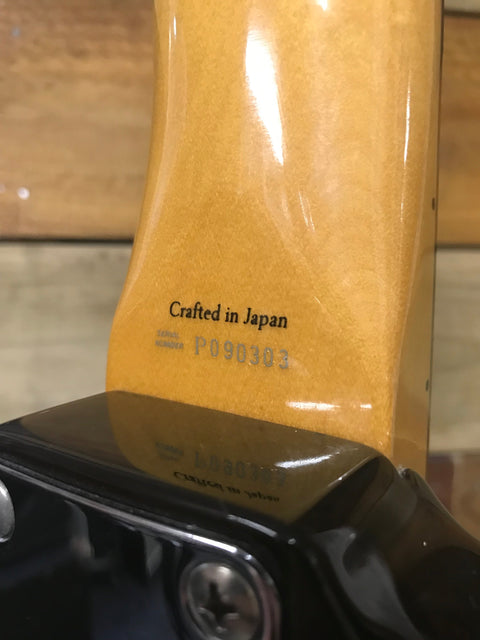 Crafted in Japan
SERIAL
NUMBER P090303